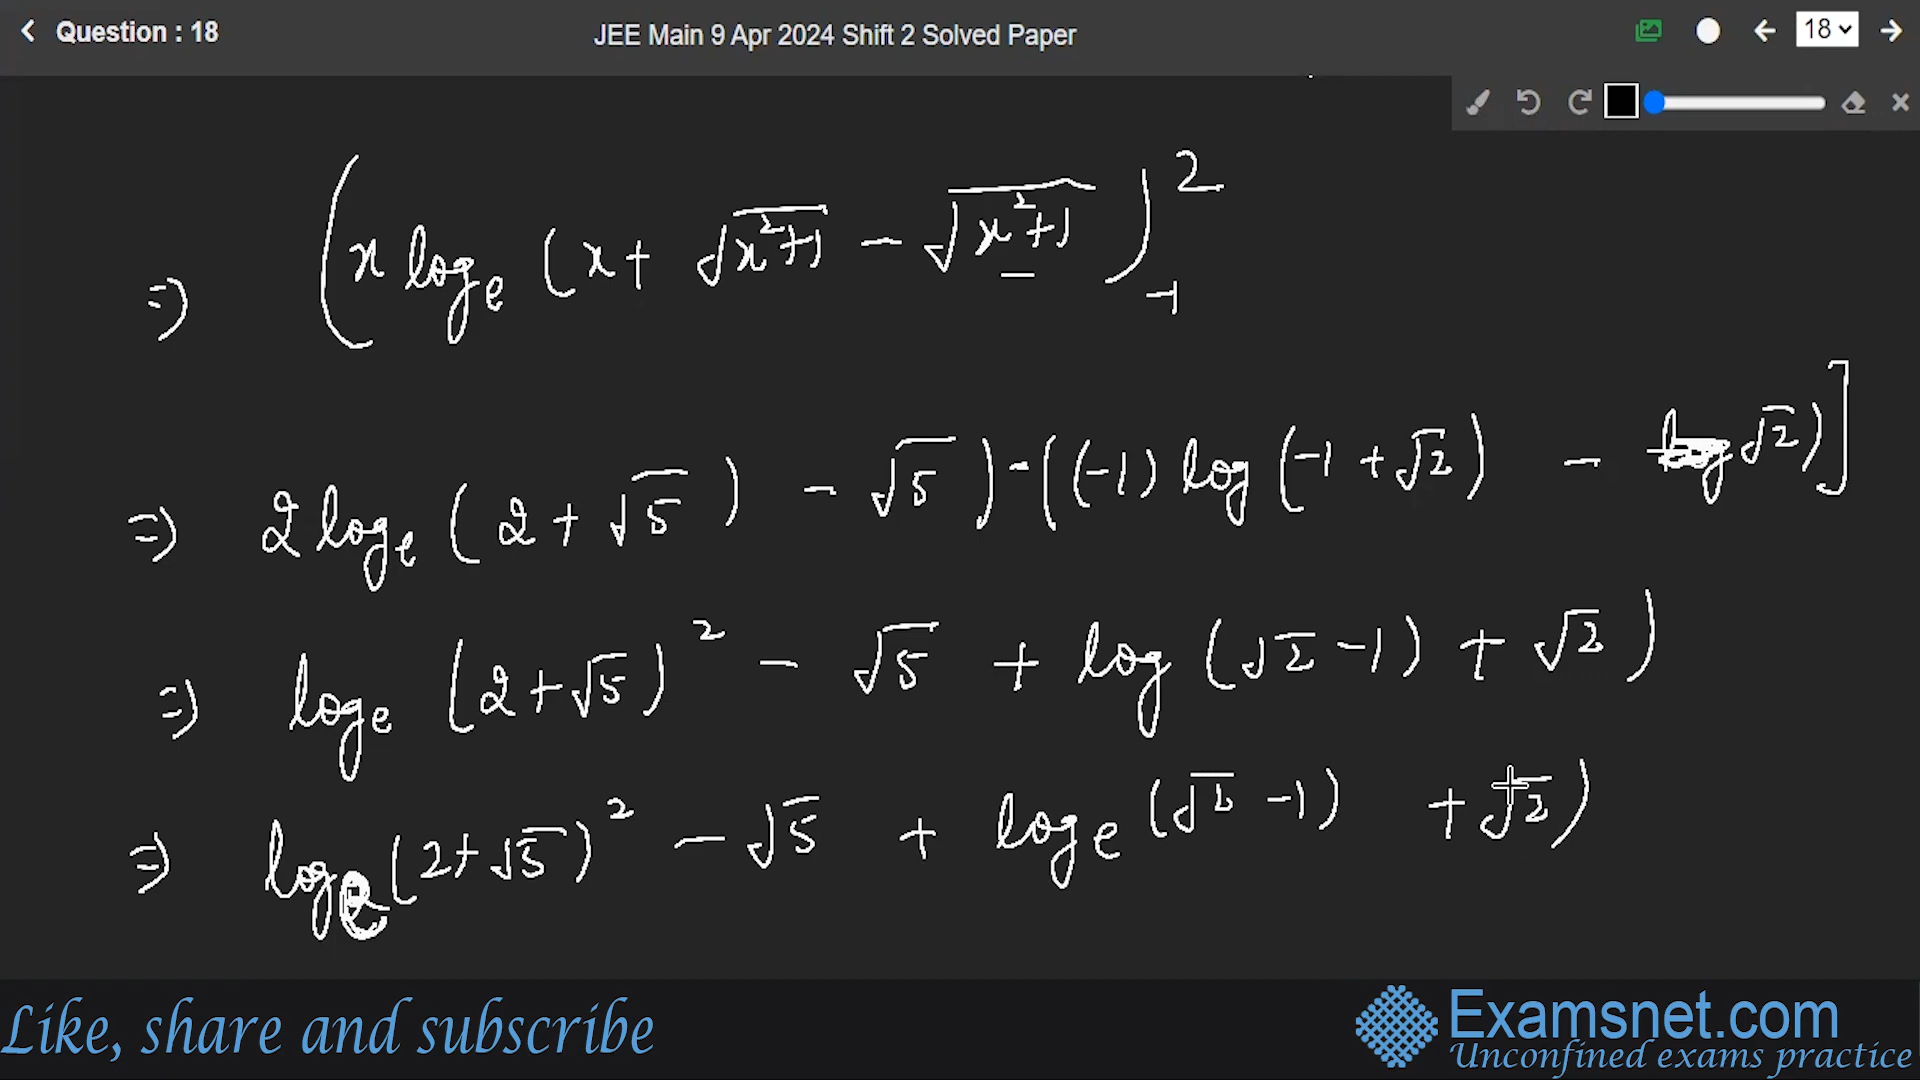 Question : 18
JEE Main 9 Apr 2024 Shift 2 Solved Paper
18
⇒ (x logₑ (x + √(x²+1) − √(x²+1))₋₁²
⇒ 2 logₑ (2 + √5) − √5) − ((−1) log (−1 + √2) − √2)]
⇒ logₑ (2 + √5)² − √5 + log (√2 − 1) + √2)
⇒ logₑ (2 + √5)² − √5 + logₑ (√2 − 1) + √2)
Like, share and subscribe
Examsnet.com
Unconfined exams practice